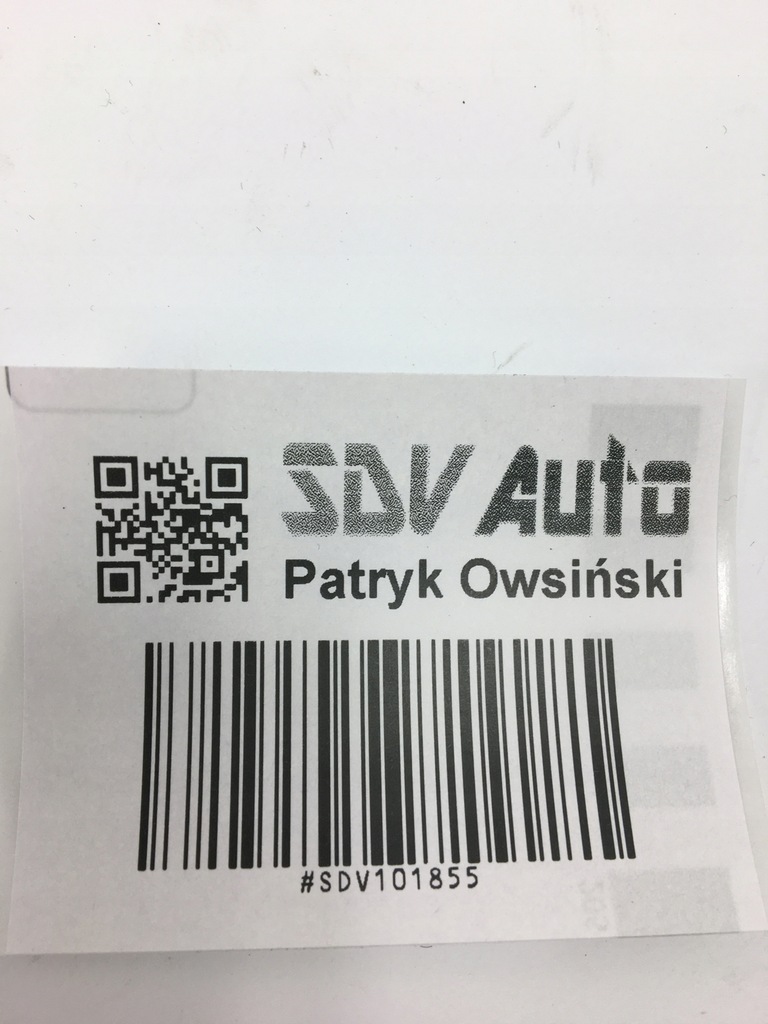 SDV Auto
Patryk Owsiński
#SDV101855